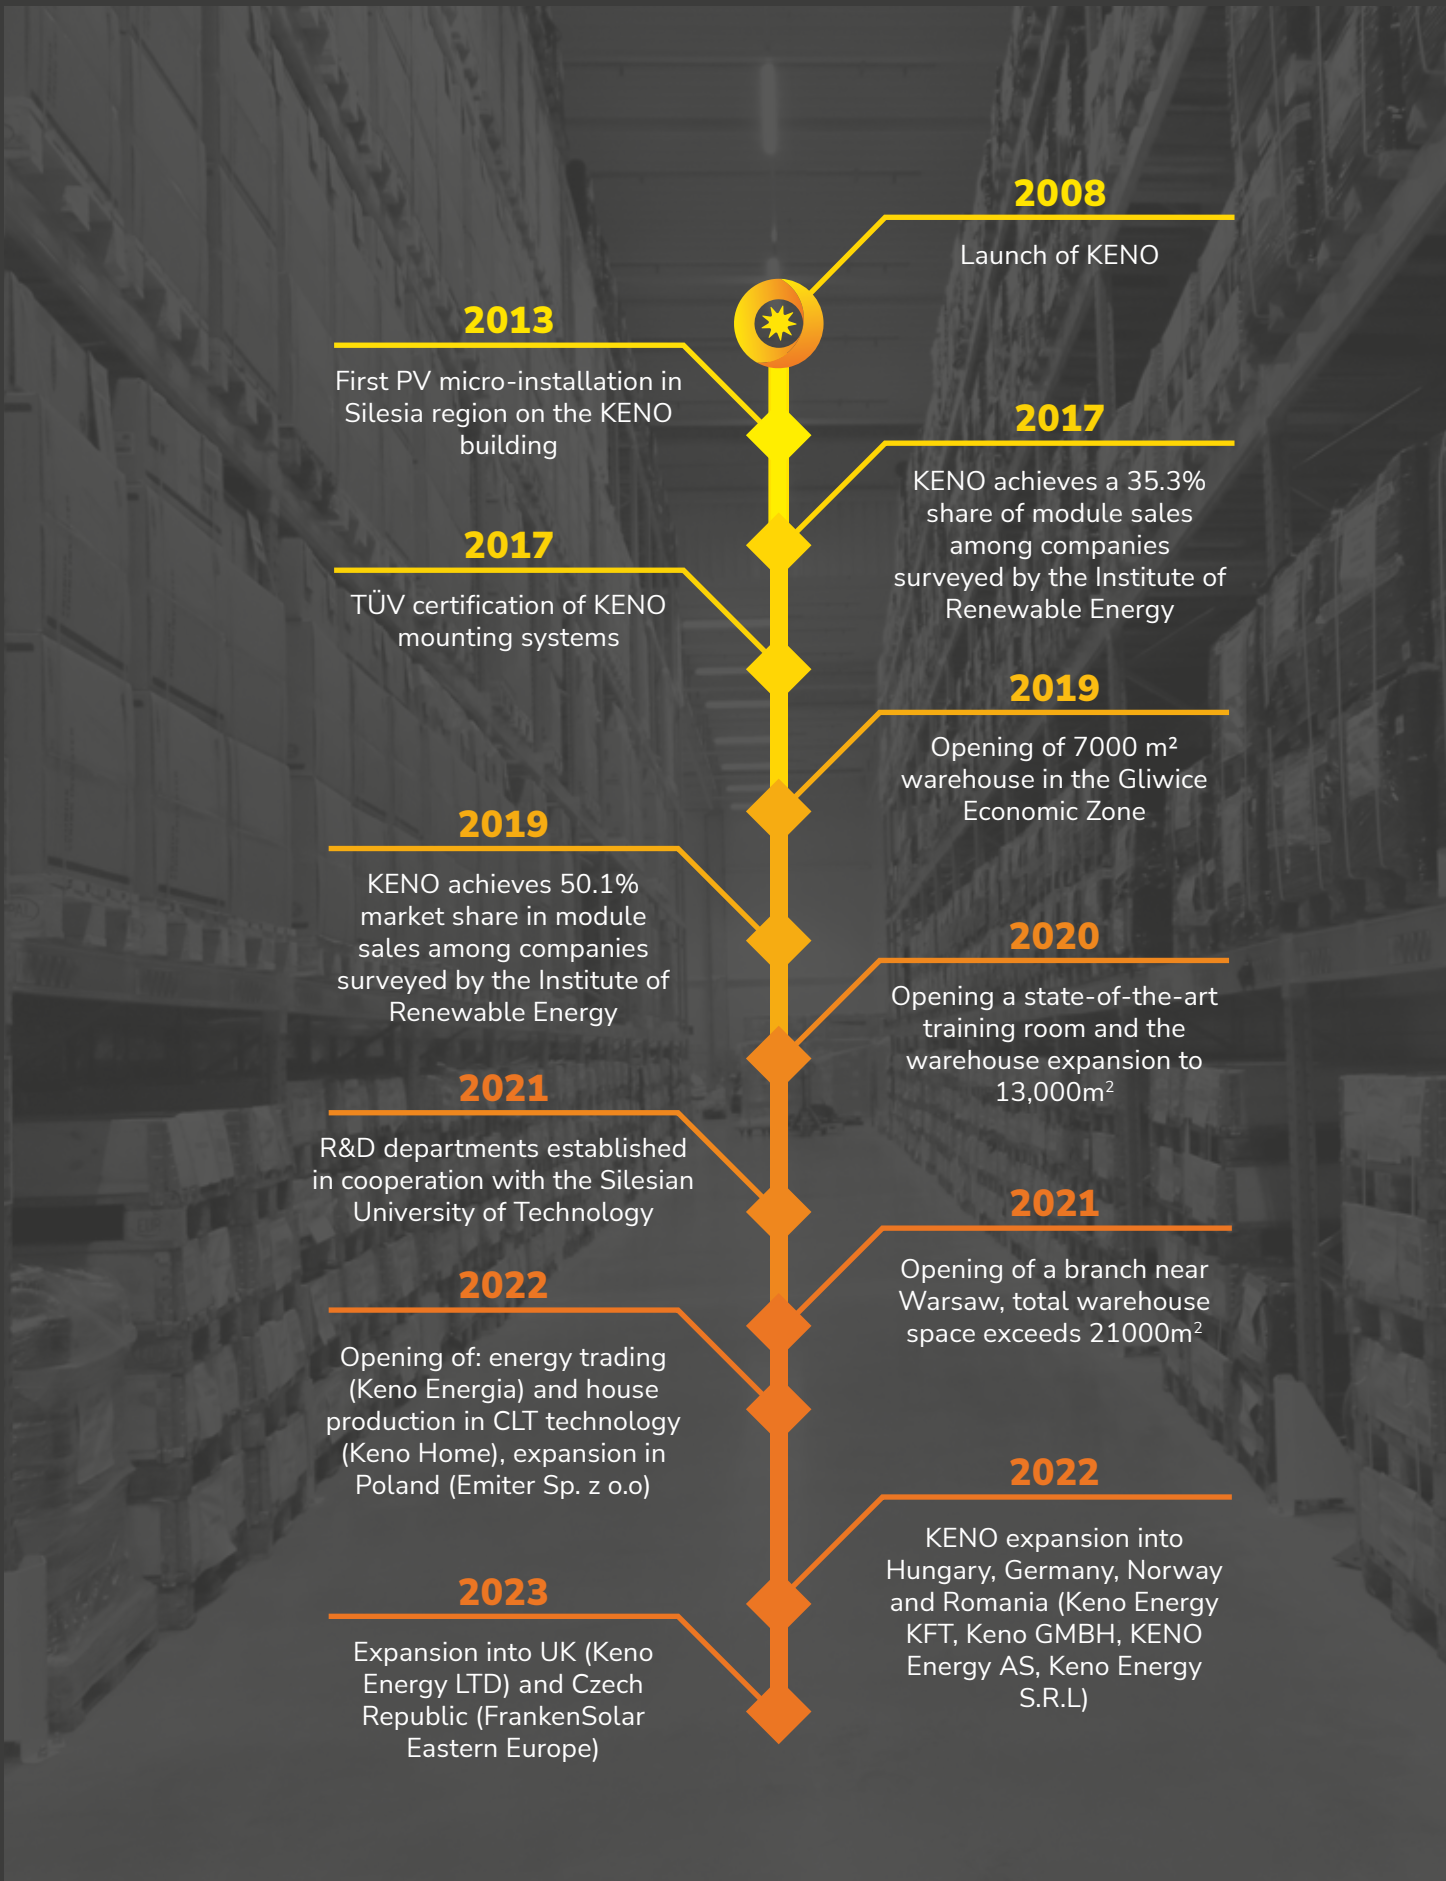 2008
Launch of KENO
2013
First PV micro-installation in
Silesia region on the KENO
building
2017
KENO achieves a 35.3%
share of module sales
among companies
surveyed by the Institute of
Renewable Energy
2017
TÜV certification of KENO
mounting systems
2019
Opening of 7000 m²
warehouse in the Gliwice
Economic Zone
2019
KENO achieves 50.1%
market share in module
sales among companies
surveyed by the Institute of
Renewable Energy
2020
Opening a state-of-the-art
training room and the
warehouse expansion to
13,000m²
2021
R&D departments established
in cooperation with the Silesian
University of Technology
2021
Opening of a branch near
Warsaw, total warehouse
space exceeds 21000m²
2022
Opening of: energy trading
(Keno Energia) and house
production in CLT technology
(Keno Home), expansion in
Poland (Emiter Sp. z o.o)
2022
KENO expansion into
Hungary, Germany, Norway
and Romania (Keno Energy
KFT, Keno GMBH, KENO
Energy AS, Keno Energy
S.R.L)
2023
Expansion into UK (Keno
Energy LTD) and Czech
Republic (FrankenSolar
Eastern Europe)